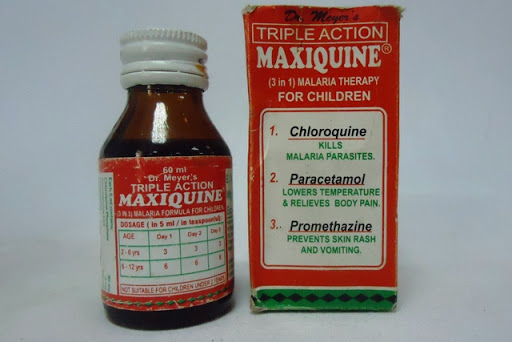 60 ml
Dr. Meyer's
TRIPLE ACTION
MAXIQUINE
(3 IN 3) MALARIA FORMULA FOR CHILDREN
DOSAGE ( in 5 ml / in teaspoonful)
AGE Day 1 Day 2 Day 3
2 - 6 yrs 3 3
6 - 12 yrs 6 6
NOT SUITABLE FOR CHILDREN UNDER 2 YEARS
Dr. Meyer's
TRIPLE ACTION
MAXIQUINE®
(3 in 1) MALARIA THERAPY
FOR CHILDREN
1. Chloroquine
KILLS
MALARIA PARASITES.
2. Paracetamol
LOWERS TEMPERATURE
& RELIEVES BODY PAIN.
3. Promethazine
PREVENTS SKIN RASH
AND VOMITING.